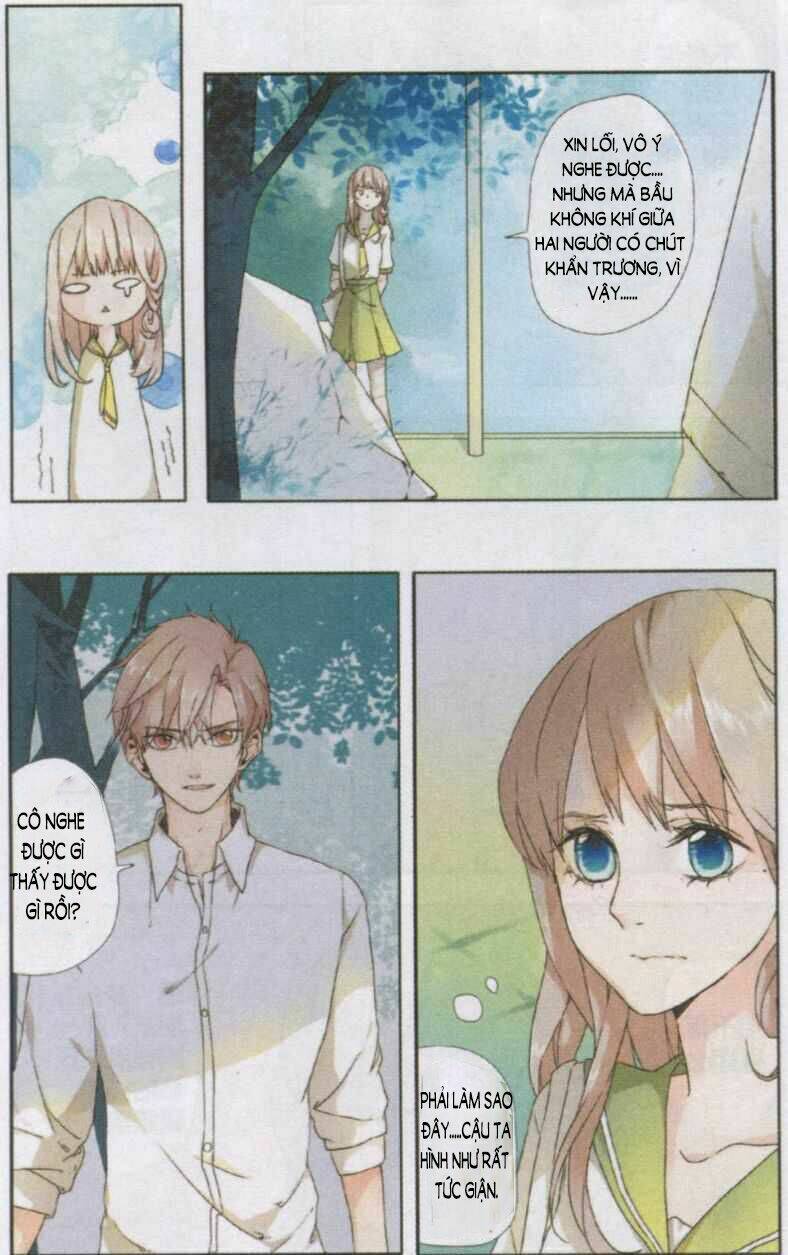 XIN LỖI, VÔ Ý
NGHE ĐƯỢC....
NHƯNG MÀ BẦU
KHÔNG KHÍ GIỮA
HAI NGƯỜI CÓ CHÚT
KHẨN TRƯƠNG, VÌ
VẬY......
CÔ NGHE
ĐƯỢC GÌ
THẤY ĐƯỢC
GÌ RỒI?
PHẢI LÀM SAO
ĐÂY.....CẬU TA
HÌNH NHƯ RẤT
TỨC GIẬN.